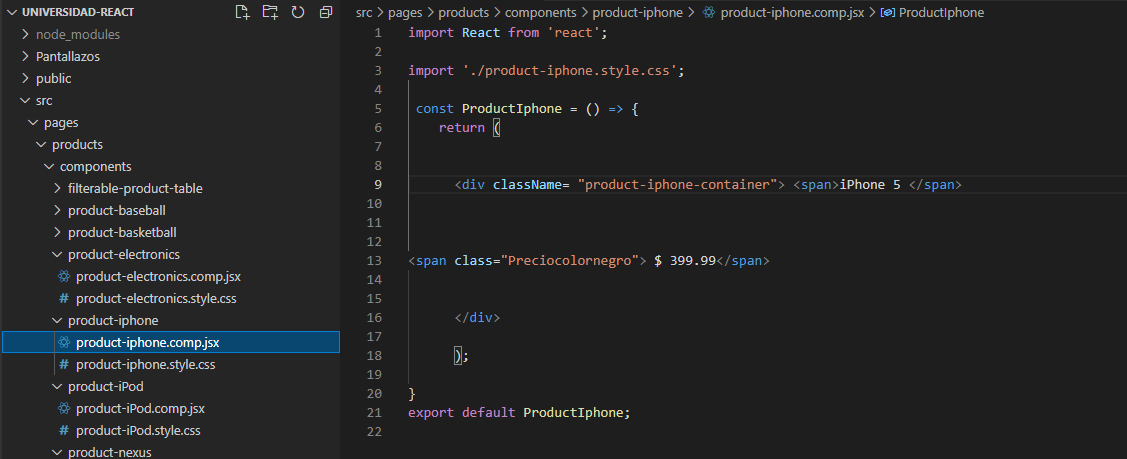 UNIVERSIDAD-REACT
node_modules
Pantallazos
public
src
pages
products
components
filterable-product-table
product-baseball
product-basketball
product-electronics
product-electronics.comp.jsx
# product-electronics.style.css
product-iphone
product-iphone.comp.jsx
# product-iphone.style.css
product-iPod
product-iPod.comp.jsx
# product-iPod.style.css
product-nexus
src > pages > products > components > product-iphone > product-iphone.comp.jsx > ProductIphone
1 import React from 'react';
2
3 import './product-iphone.style.css';
4
5 const ProductIphone = () => {
6 return (
7
8
9 <div className= "product-iphone-container"> <span>iPhone 5 </span>
10
11
12
13 <span class="Preciocolornegro"> $ 399.99</span>
14
15
16 </div>
17
18 );
19
20 }
21 export default ProductIphone;
22